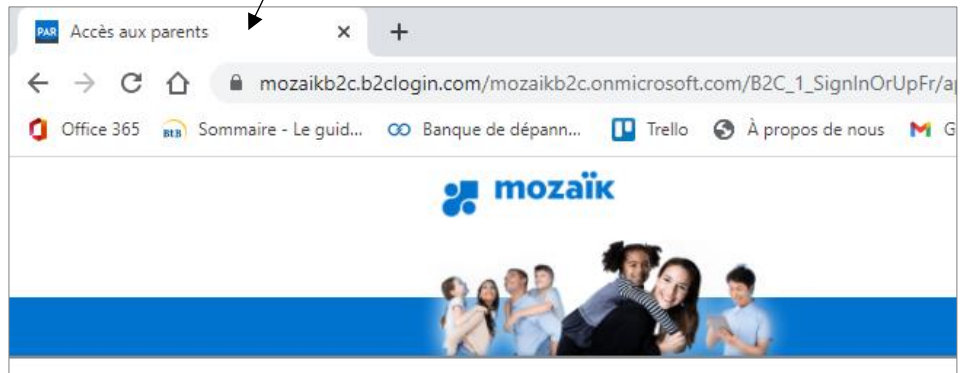 PAR Accès aux parents
mozaikb2c.b2clogin.com/mozaikb2c.onmicrosoft.com/B2C_1_SignInOrUpFr/a
Office 365 BtB Sommaire - Le guid... Banque de dépann... Trello À propos de nous G
mozaïk